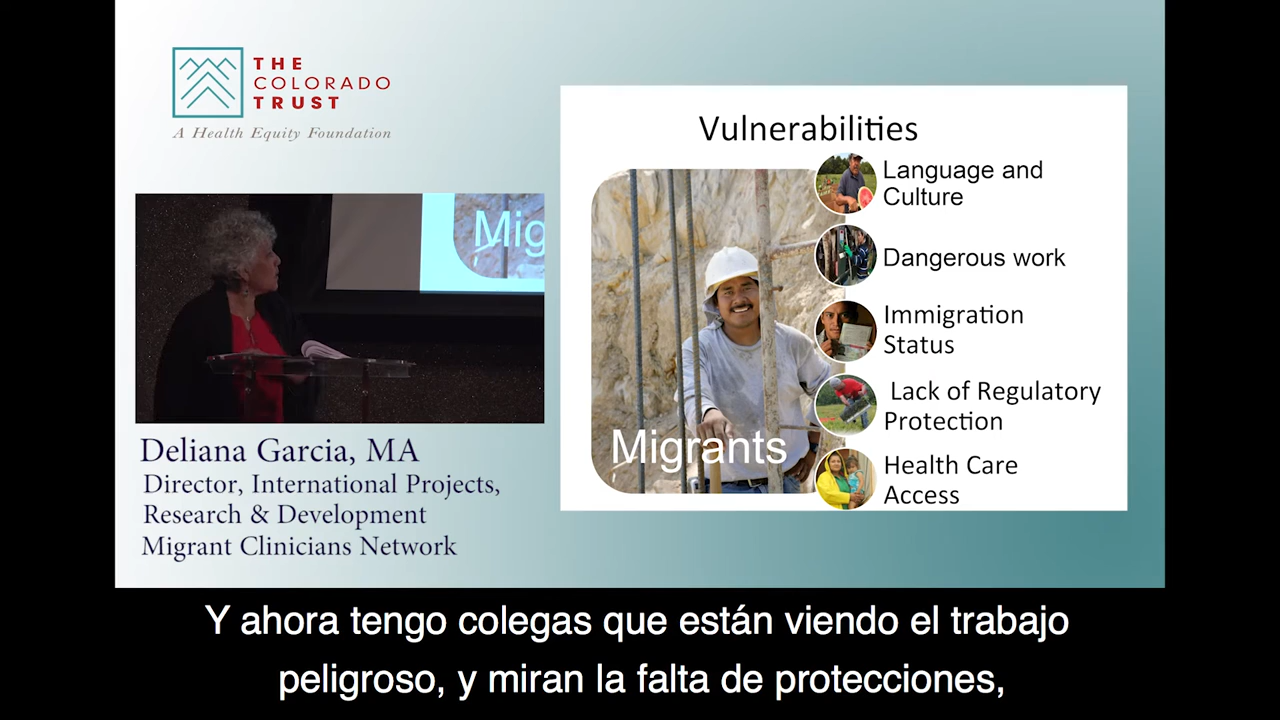 THE
COLORADO
TRUST
A Health Equity Foundation
Mig
Deliana Garcia, MA
Director, International Projects,
Research & Development
Migrant Clinicians Network
Vulnerabilities
Migrants
Language and
Culture
Dangerous work
Immigration
Status
Lack of Regulatory
Protection
Health Care
Access
Y ahora tengo colegas que están viendo el trabajo
peligroso, y miran la falta de protecciones,